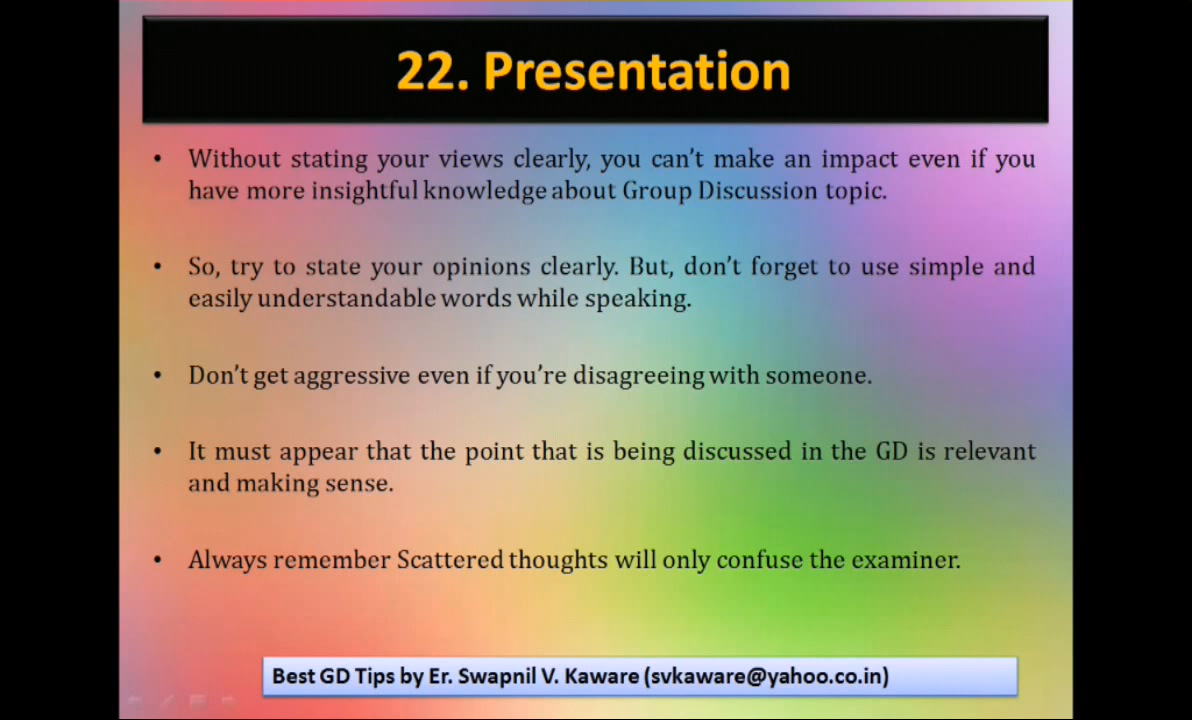 22. Presentation
• Without stating your views clearly, you can't make an impact even if you
have more insightful knowledge about Group Discussion topic.
• So, try to state your opinions clearly. But, don't forget to use simple and
easily understandable words while speaking.
• Don't get aggressive even if you're disagreeing with someone.
• It must appear that the point that is being discussed in the GD is relevant
and making sense.
• Always remember Scattered thoughts will only confuse the examiner.
Best GD Tips by Er. Swapnil V. Kaware (svkaware@yahoo.co.in)